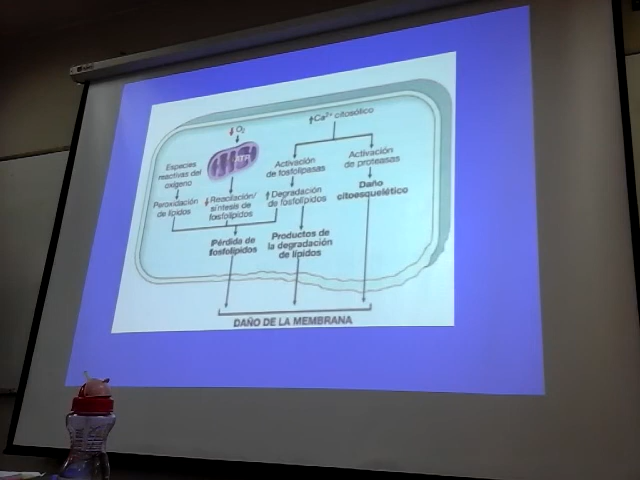 ↓ O₂
ATP
↑Ca²⁺ citosólico
Especies
reactivas del
oxígeno
Peroxidación
de lípidos
↓ Reacilación/
síntesis de
fosfolípidos
Activación
de fosfolipasas
↑ Degradación
de fosfolípidos
Activación
de proteasas
Daño
citoesquelético
Pérdida de
fosfolípidos
Productos de
la degradación
de lípidos
DAÑO DE LA MEMBRANA